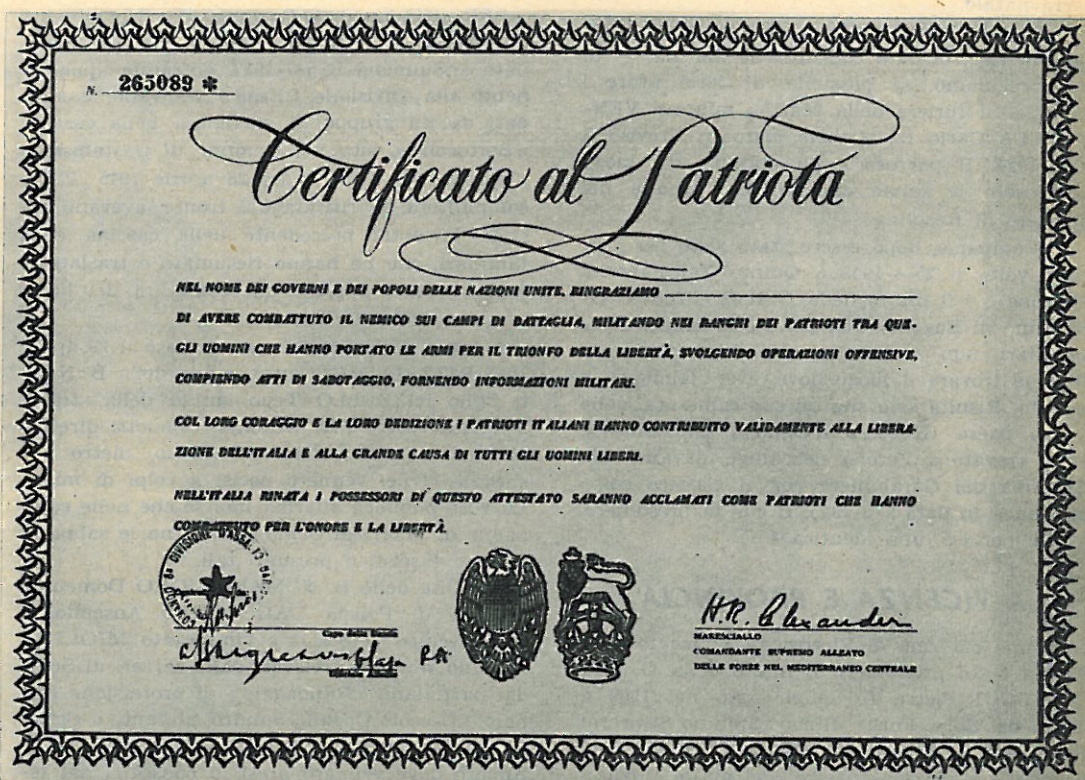 N. 265089 *
Certificato al Patriota
NEL NOME DEI GOVERNI E DEI POPOLI DELLE NAZIONI UNITE, RINGRAZIAMO
DI AVERE COMBATTUTO IL NEMICO SUI CAMPI DI BATTAGLIA, MILITANDO NEI RANGHI DEI PATRIOTI TRA QUE-
GLI UOMINI CHE HANNO PORTATO LE ARMI PER IL TRIONFO DELLA LIBERTÀ, SVOLGENDO OPERAZIONI OFFENSIVE,
COMPIENDO ATTI DI SABOTAGGIO, FORNENDO INFORMAZIONI MILITARI.
COL LORO CORAGGIO E LA LORO DEDIZIONE I PATRIOTI ITALIANI HANNO CONTRIBUITO VALIDAMENTE ALLA LIBERA-
ZIONE DELL'ITALIA E ALLA GRANDE CAUSA DI TUTTI GLI UOMINI LIBERI.
NELL'ITALIA RINATA I POSSESSORI DI QUESTO ATTESTATO SARANNO ACCLAMATI COME PATRIOTI CHE HANNO
COMBATTUTO PER L'ONORE E LA LIBERTÀ.
COMANDO DIVISIONE D'ASSALTO
H.R. Alexander
MARESCIALLO
COMANDANTE SUPREMO ALLEATO
DELLE FORZE NEL MEDITERRANEO CENTRALE